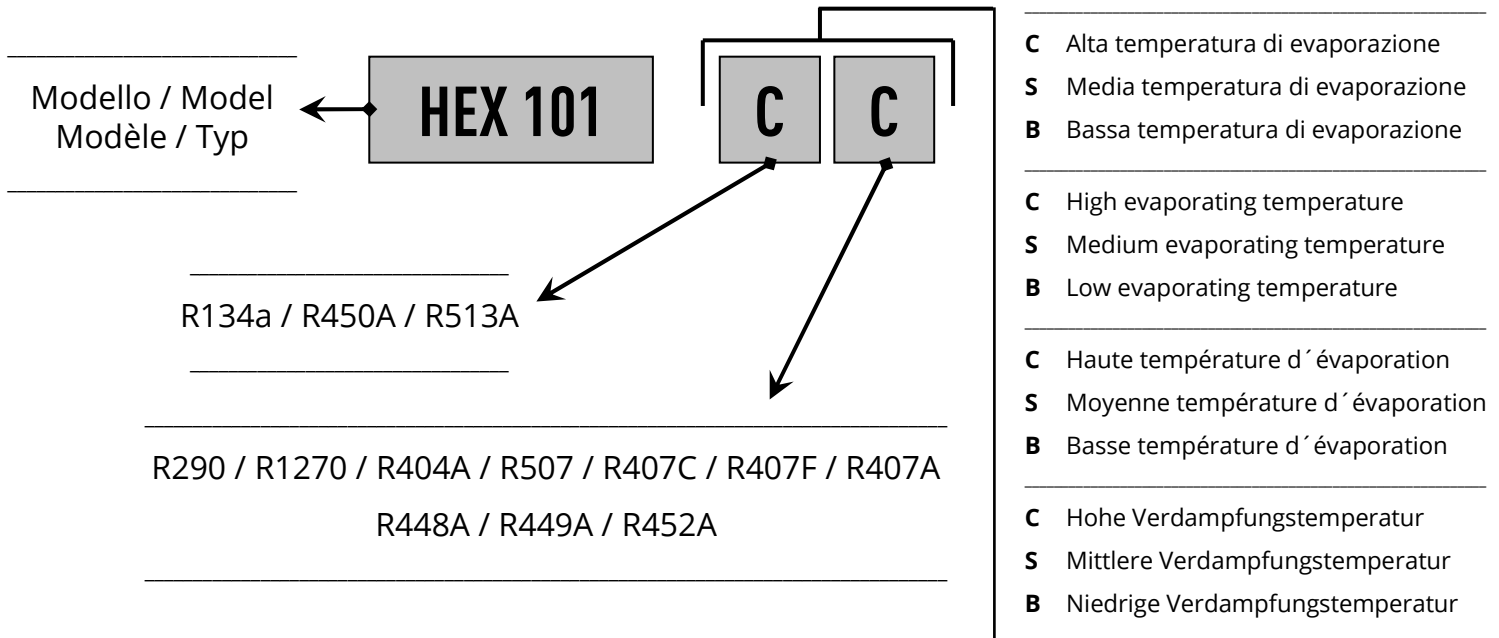 Modello / Model
Modèle / Typ
HEX 101
C
C
R134a / R450A / R513A
R290 / R1270 / R404A / R507 / R407C / R407F / R407A
R448A / R449A / R452A
C Alta temperatura di evaporazione
S Media temperatura di evaporazione
B Bassa temperatura di evaporazione
C High evaporating temperature
S Medium evaporating temperature
B Low evaporating temperature
C Haute température d´évaporation
S Moyenne température d´évaporation
B Basse température d´évaporation
C Hohe Verdampfungstemperatur
S Mittlere Verdampfungstemperatur
B Niedrige Verdampfungstemperatur